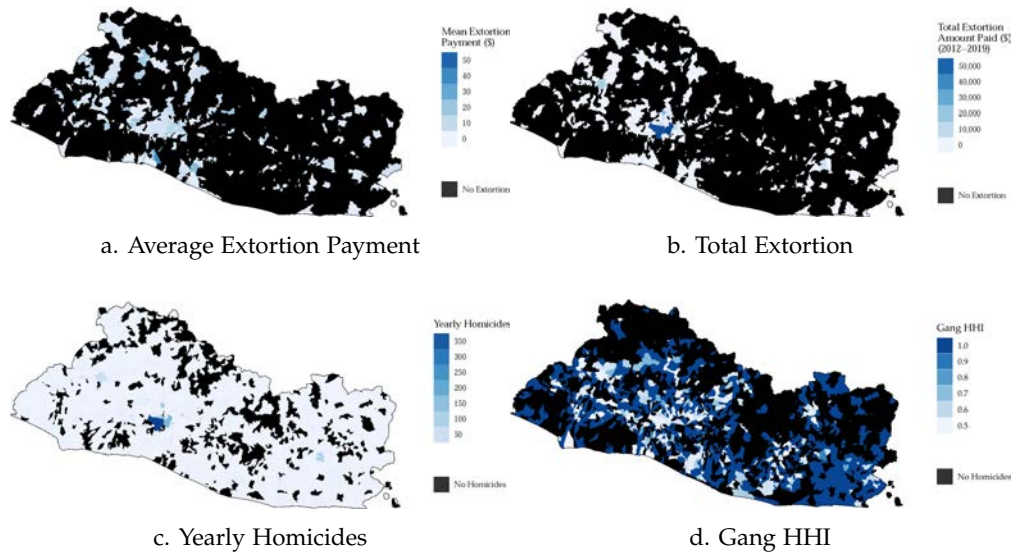 Mean Extortion
Payment ($)
50
40
30
20
10
0
No Extortion
Total Extortion
Amount Paid ($)
(2012–2019)
50,000
40,000
30,000
20,000
10,000
0
No Extortion
a. Average Extortion Payment
b. Total Extortion
Yearly Homicides
350
300
250
200
150
100
50
No Homicides
Gang HHI
1.0
0.9
0.8
0.7
0.6
0.5
No Homicides
c. Yearly Homicides
d. Gang HHI